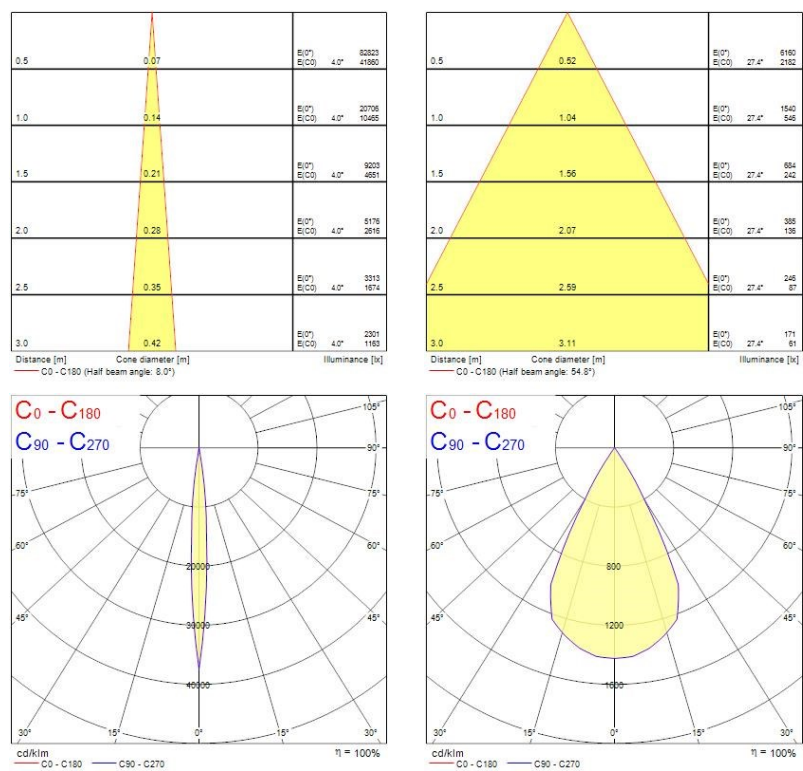 0.5 0.07 E(0°) 82823
E(C0) 4.0° 41860
1.0 0.14 E(0°) 20706
E(C0) 4.0° 10465
1.5 0.21 E(0°) 9203
E(C0) 4.0° 4651
2.0 0.28 E(0°) 5176
E(C0) 4.0° 2616
2.5 0.35 E(0°) 3313
E(C0) 4.0° 1674
3.0 0.42 E(0°) 2301
E(C0) 4.0° 1163
Distance [m] Cone diameter [m] Illuminance [lx]
C0 - C180 (Half beam angle: 8.0°)
0.5 0.52 E(0°) 6160
E(C0) 27.4° 2182
1.0 1.04 E(0°) 1540
E(C0) 27.4° 546
1.5 1.56 E(0°) 684
E(C0) 27.4° 242
2.0 2.07 E(0°) 385
E(C0) 27.4° 136
2.5 2.59 E(0°) 246
E(C0) 27.4° 87
3.0 3.11 E(0°) 171
E(C0) 27.4° 61
Distance [m] Cone diameter [m] Illuminance [lx]
C0 - C180 (Half beam angle: 54.8°)
C0 - C180
C90 - C270
105°
90°
75° 75°
60° 60°
45° 45°
20000
30000
40000
30° 15° 0° 15° 30°
cd/klm η = 100%
C0 - C180 C90 - C270
C0 - C180
C90 - C270
105°
90°
75° 75°
60° 60°
45° 45°
800
1200
1600
30° 15° 0° 15° 30°
cd/klm η = 100%
C0 - C180 C90 - C270